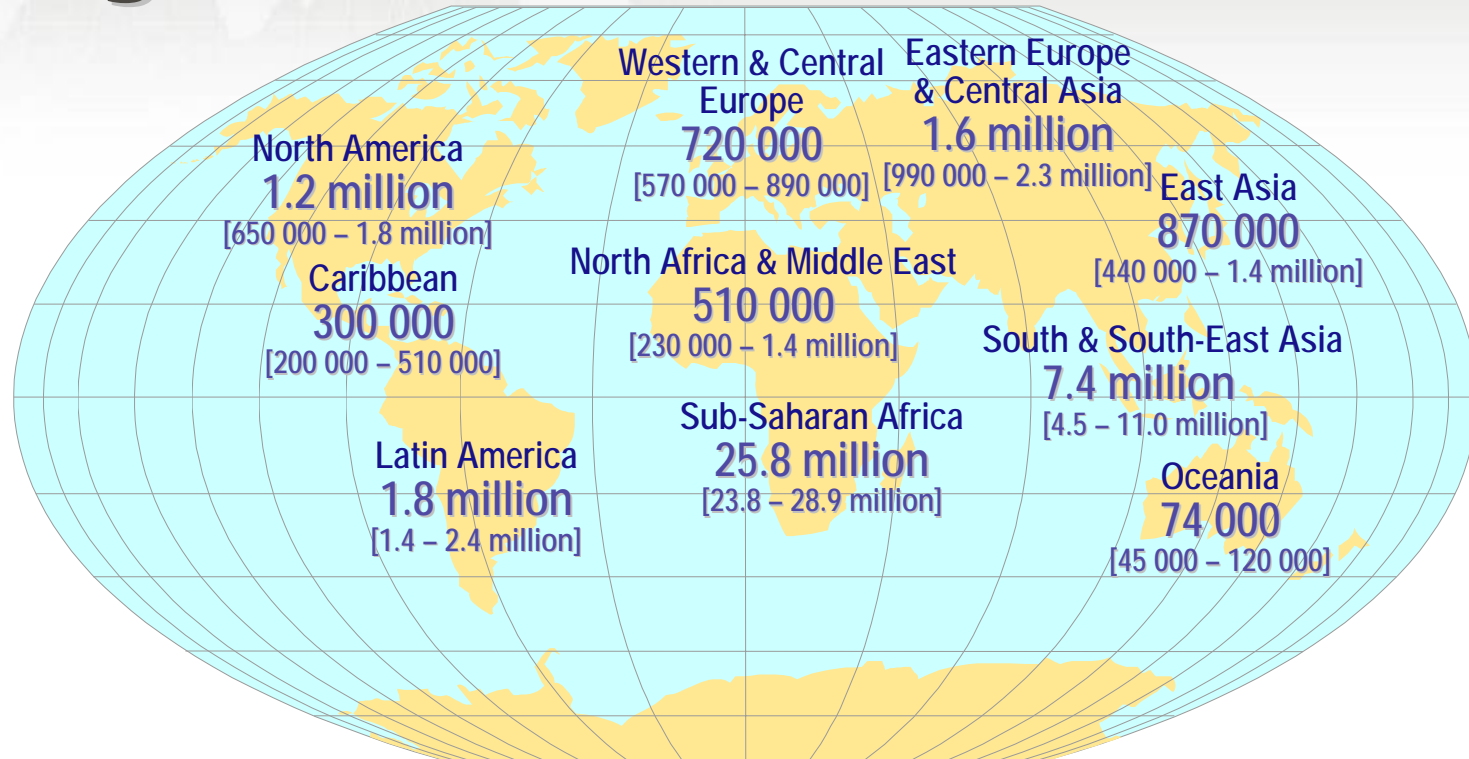 Western & Central
Europe
720 000
[570 000 – 890 000]
Eastern Europe
& Central Asia
1.6 million
[990 000 – 2.3 million]
North America
1.2 million
[650 000 – 1.8 million]
East Asia
870 000
[440 000 – 1.4 million]
Caribbean
300 000
[200 000 – 510 000]
North Africa & Middle East
510 000
[230 000 – 1.4 million]
South & South-East Asia
7.4 million
[4.5 – 11.0 million]
Sub-Saharan Africa
25.8 million
[23.8 – 28.9 million]
Latin America
1.8 million
[1.4 – 2.4 million]
Oceania
74 000
[45 000 – 120 000]